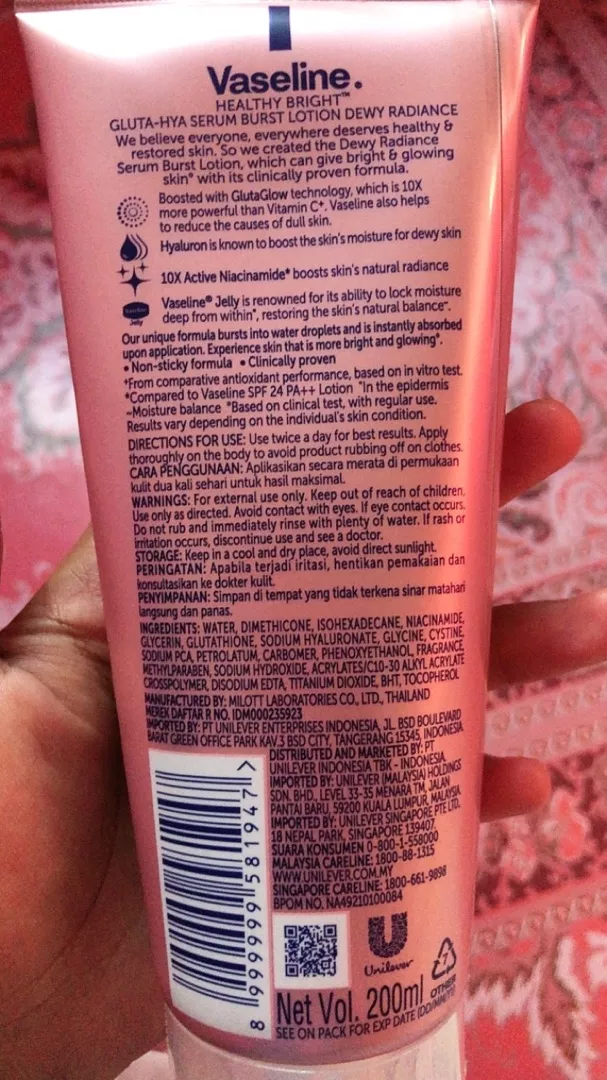 Vaseline.
HEALTHY BRIGHT™
GLUTA-HYA SERUM BURST LOTION DEWY RADIANCE
We believe everyone, everywhere deserves healthy &
restored skin. So we created the Dewy Radiance
Serum Burst Lotion, which can give bright & glowing
skin* with its clinically proven formula.
Boosted with GlutaGlow technology, which is 10X
more powerful than Vitamin C⁺. Vaseline also helps
to reduce the causes of dull skin.
Hyaluron is known to boost the skin's moisture for dewy skin
10X Active Niacinamide* boosts skin's natural radiance
Vaseline® Jelly is renowned for its ability to lock moisture
deep from within^, restoring the skin's natural balance~.
Jelly
Our unique formula bursts into water droplets and is instantly absorbed
upon application. Experience skin that is more bright and glowing*.
• Non-sticky formula • Clinically proven
⁺From comparative antioxidant performance, based on in vitro test.
*Compared to Vaseline SPF 24 PA++ Lotion ^In the epidermis
~Moisture balance *Based on clinical test, with regular use.
Results vary depending on the individual's skin condition.
DIRECTIONS FOR USE: Use twice a day for best results. Apply
thoroughly on the body to avoid product rubbing off on clothes.
CARA PENGGUNAAN: Aplikasikan secara merata di permukaan
kulit dua kali sehari untuk hasil maksimal.
WARNINGS: For external use only. Keep out of reach of children.
Use only as directed. Avoid contact with eyes. If eye contact occurs.
Do not rub and immediately rinse with plenty of water. If rash or
irritation occurs, discontinue use and see a doctor.
STORAGE: Keep in a cool and dry place, avoid direct sunlight.
PERINGATAN: Apabila terjadi iritasi, hentikan pemakaian dan
konsultasikan ke dokter kulit.
PENYIMPANAN: Simpan di tempat yang tidak terkena sinar matahari
langsung dan panas.
INGREDIENTS: WATER, DIMETHICONE, ISOHEXADECANE, NIACINAMIDE,
GLYCERIN, GLUTATHIONE, SODIUM HYALURONATE, GLYCINE, CYSTINE,
SODIUM PCA, PETROLATUM, CARBOMER, PHENOXYETHANOL, FRAGRANCE,
METHYLPARABEN, SODIUM HYDROXIDE, ACRYLATES/C10-30 ALKYL ACRYLATE
CROSSPOLYMER, DISODIUM EDTA, TITANIUM DIOXIDE, BHT, TOCOPHEROL
MANUFACTURED BY: MILOTT LABORATORIES CO., LTD., THAILAND
MEREK DAFTAR R NO. IDM000235923
IMPORTED BY: PT UNILEVER ENTERPRISES INDONESIA, JL. BSD BOULEVARD
BARAT GREEN OFFICE PARK KAV.3 BSD CITY, TANGERANG 15345, INDONESIA
DISTRIBUTED AND MARKETED BY: PT
UNILEVER INDONESIA TBK - INDONESIA
IMPORTED BY: UNILEVER (MALAYSIA) HOLDINGS
SDN. BHD., LEVEL 33-35 MENARA TM, JALAN
PANTAI BARU, 59200 KUALA LUMPUR, MALAYSIA
IMPORTED BY: UNILEVER SINGAPORE PTE LTD,
18 NEPAL PARK, SINGAPORE 139407.
SUARA KONSUMEN 0-800-1-558000
MALAYSIA CARELINE: 1800-88-1315
WWW.UNILEVER.COM.MY
SINGAPORE CARELINE: 1800-661-9898
BPOM NO. NA49210100084
8 999999 581947 >
Unilever
7
OTHER
Net Vol. 200ml
SEE ON PACK FOR EXP DATE (DD/MM/YY)